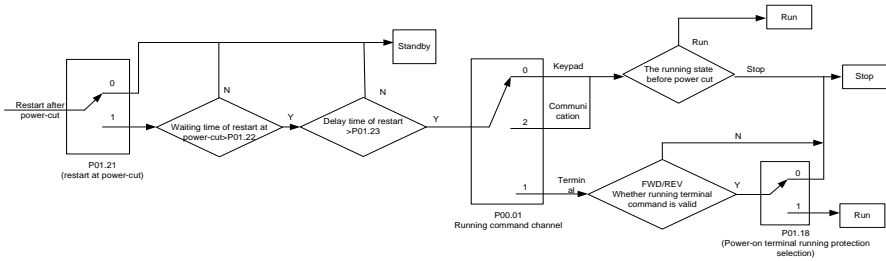 Restart after
power-cut
0
1
P01.21
(restart at power-cut)
N
Waiting time of restart at
power-cut>P01.22
Y
N
Delay time of restart
>P01.23
Y
Standby
0
2
1
P00.01
Running command channel
Keypad
Communi
cation
Termin
al
Run
Run
The running state
before power cut
Stop
Stop
N
FWD/REV
Whether running terminal
command is valid
Y
0
1
P01.18
(Power-on terminal running protection
selection)
Run